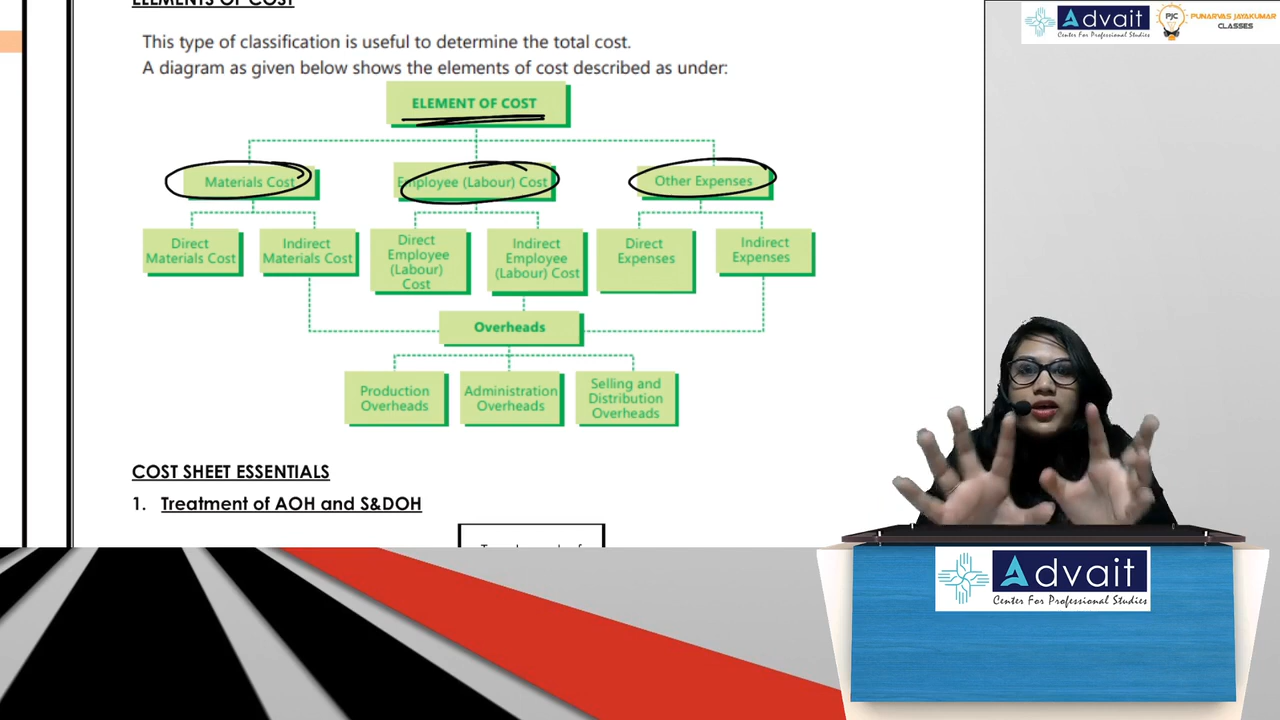 ELEMENTS OF COST
This type of classification is useful to determine the total cost.
A diagram as given below shows the elements of cost described as under:
ELEMENT OF COST
Materials Cost
Employee (Labour) Cost
Other Expenses
Direct
Materials Cost
Indirect
Materials Cost
Direct
Employee
(Labour)
Cost
Indirect
Employee
(Labour) Cost
Direct
Expenses
Indirect
Expenses
Overheads
Production
Overheads
Administration
Overheads
Selling and
Distribution
Overheads
COST SHEET ESSENTIALS
1. Treatment of AOH and S&DOH
Advait
Center For Professional Studies
PJC
PUNARVAS JAYAKUMAR
CLASSES
Advait
Center For Professional Studies